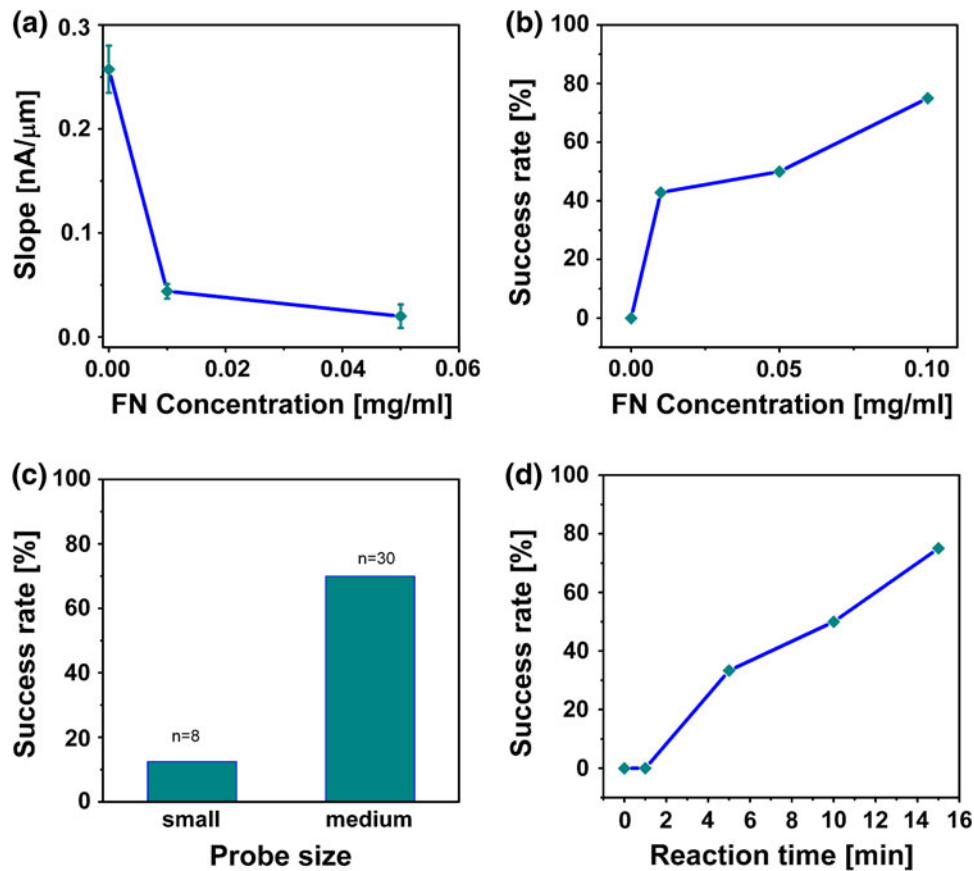 (a)
0.3
0.2
0.1
0.0
Slope [nA/μm]
0.00 0.02 0.04 0.06
FN Concentration [mg/ml]
(b)
100
80
60
40
20
0
Success rate [%]
0.00 0.05 0.10
FN Concentration [mg/ml]
(c)
100
80
60
40
20
0
Success rate [%]
n=8
n=30
small medium
Probe size
(d)
100
80
60
40
20
0
Success rate [%]
0 2 4 6 8 10 12 14 16
Reaction time [min]